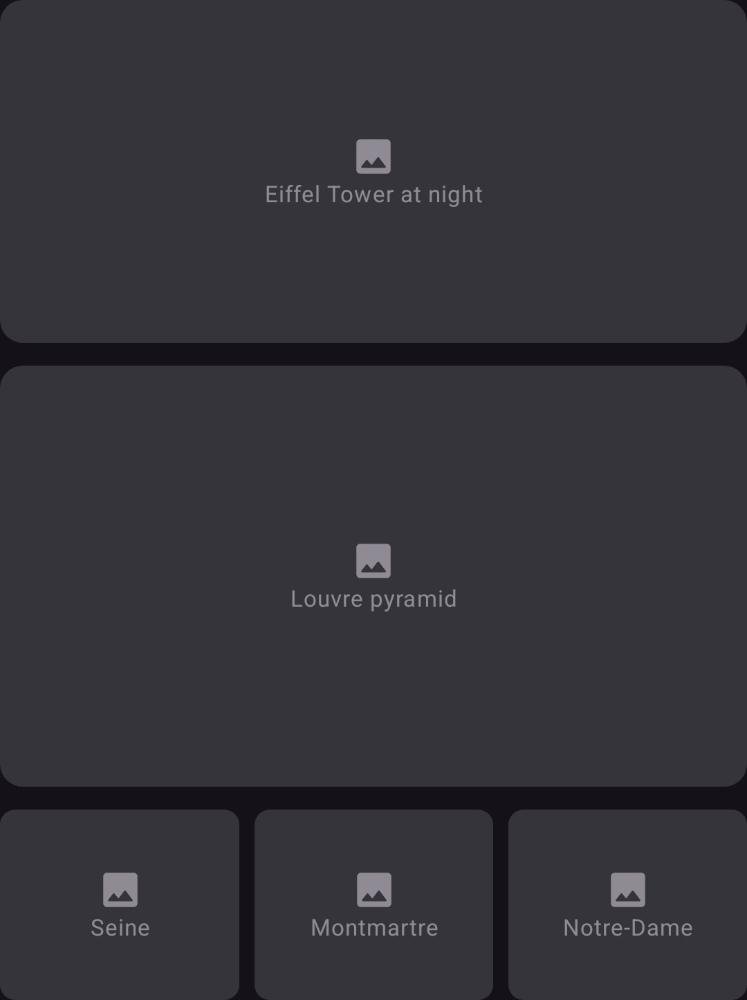 Eiffel Tower at night
Louvre pyramid
Seine
Montmartre
Notre-Dame